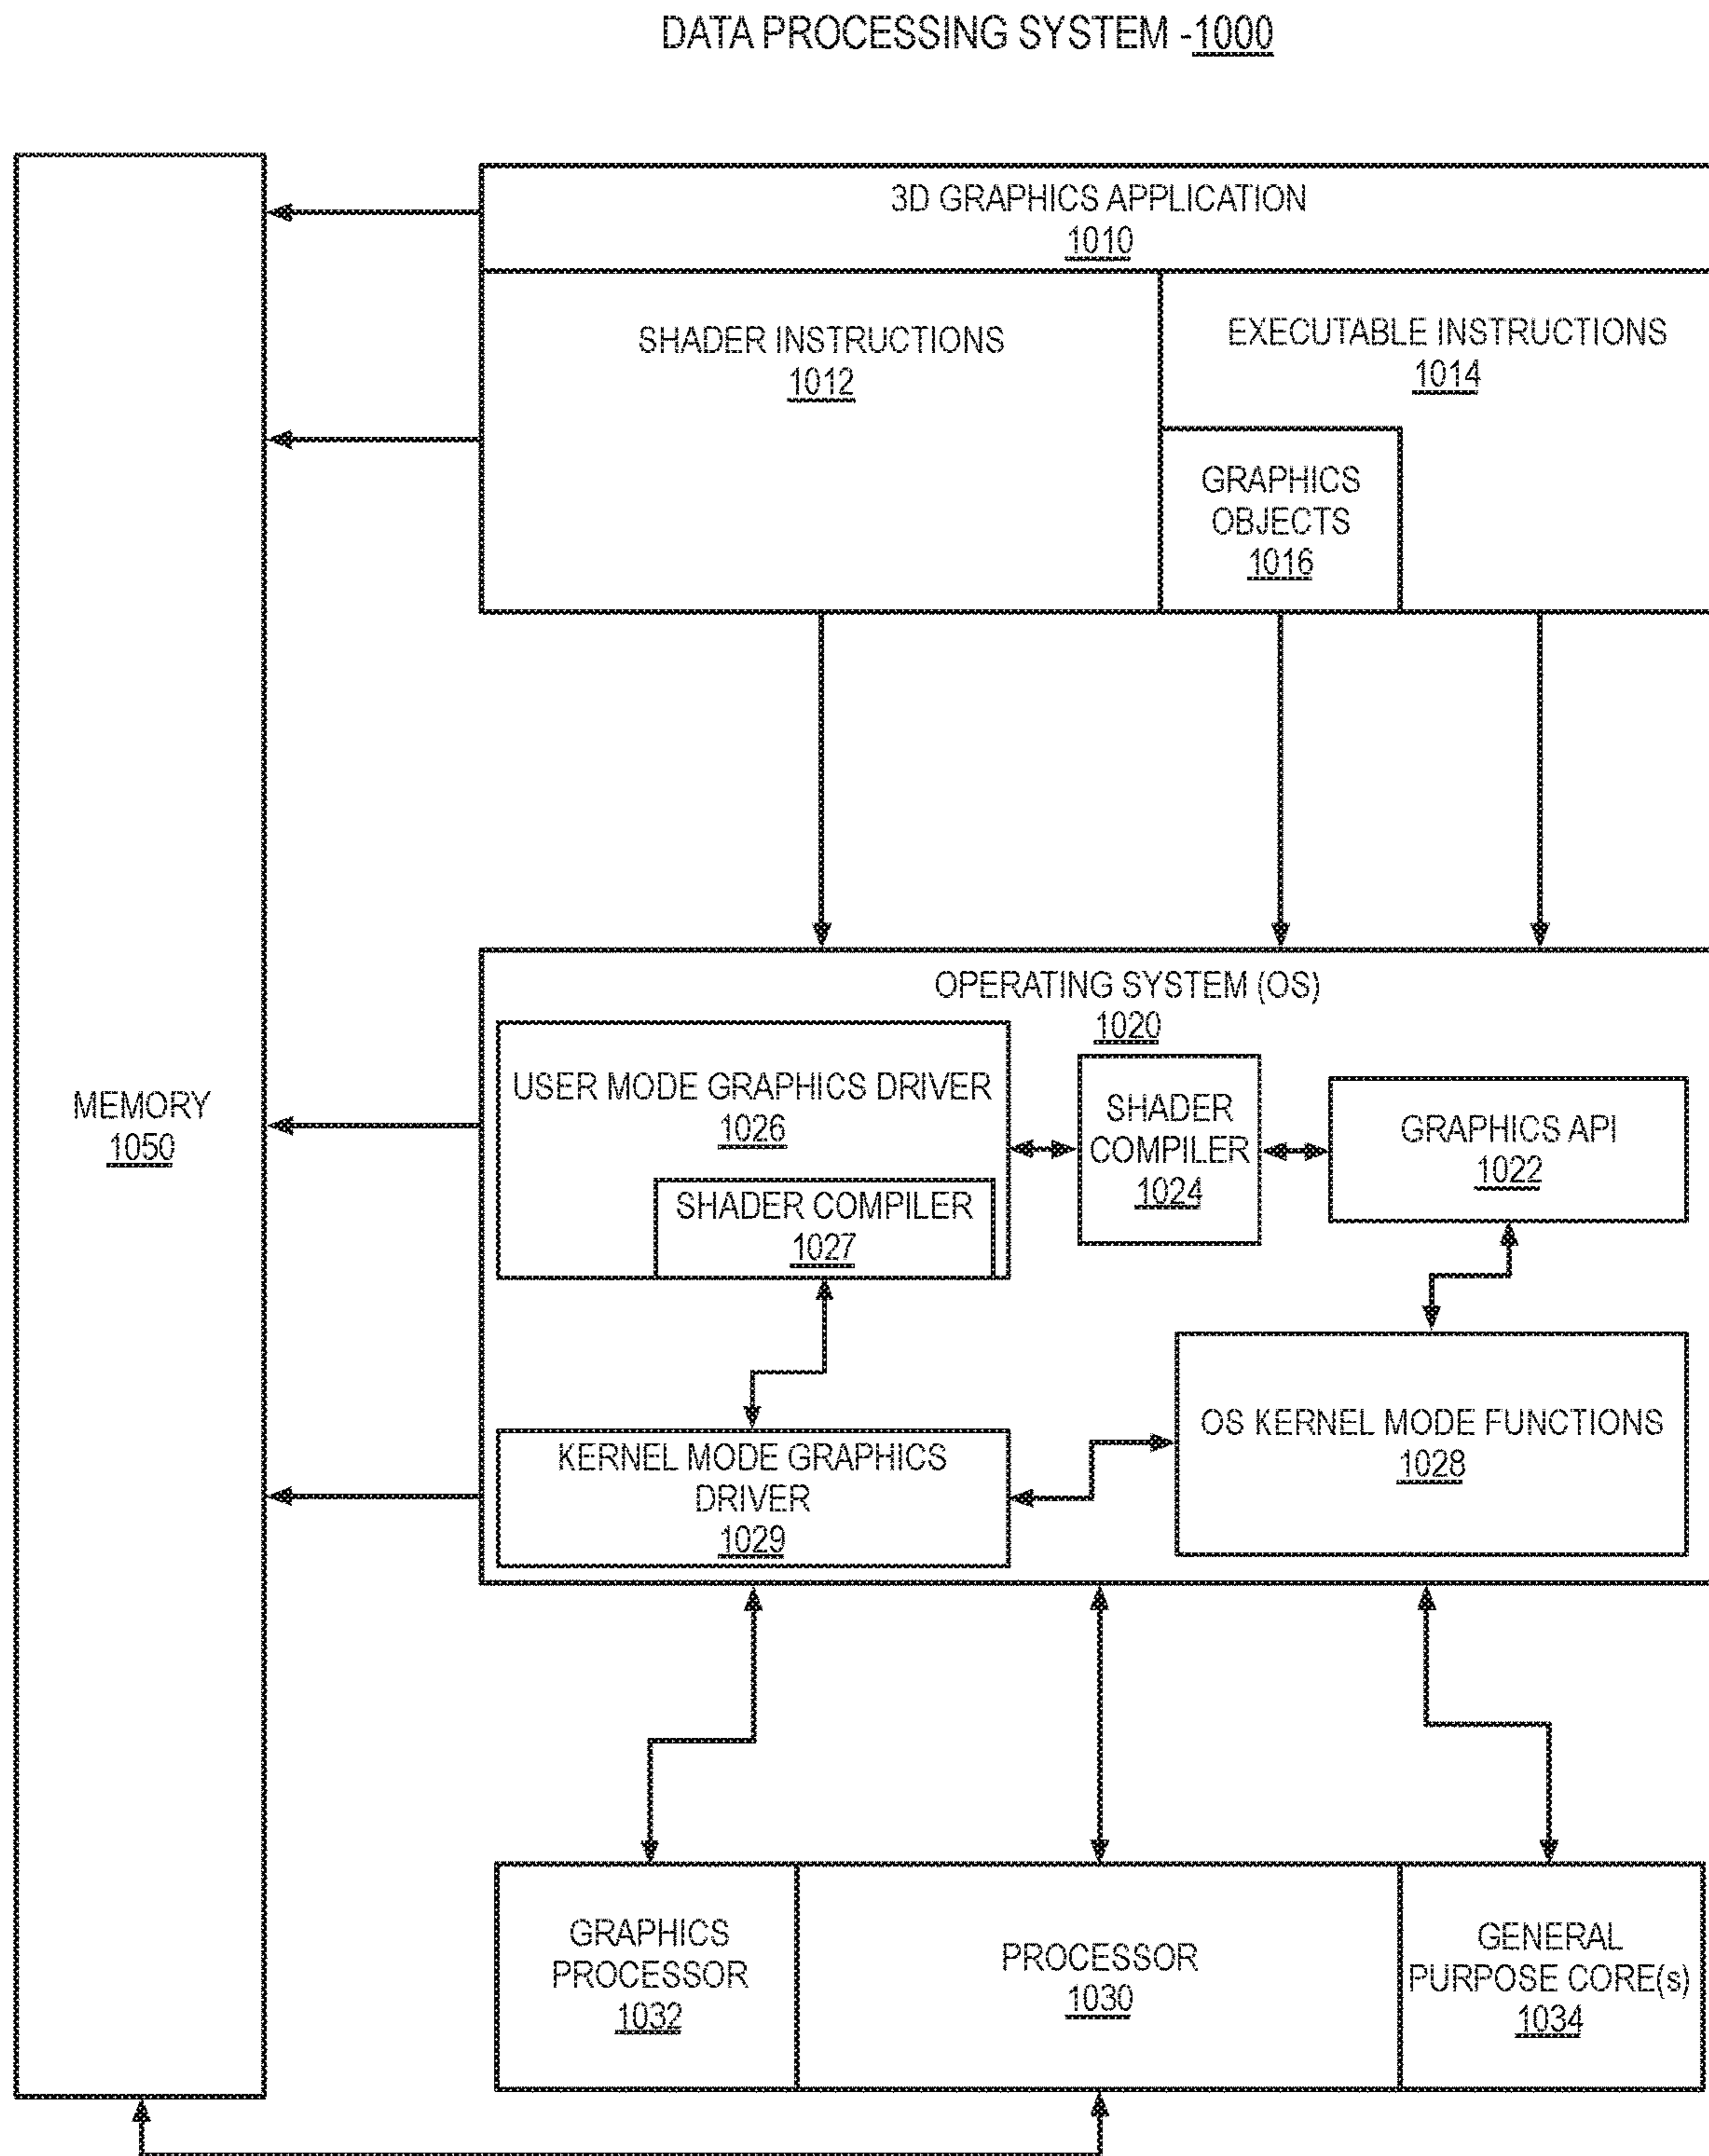 DATA PROCESSING SYSTEM -1000
3D GRAPHICS APPLICATION
1010
SHADER INSTRUCTIONS
1012
EXECUTABLE INSTRUCTIONS
1014
GRAPHICS
OBJECTS
1016
MEMORY
1050
OPERATING SYSTEM (OS)
1020
USER MODE GRAPHICS DRIVER
1026
SHADER COMPILER
1027
SHADER
COMPILER
1024
GRAPHICS API
1022
KERNEL MODE GRAPHICS
DRIVER
1029
OS KERNEL MODE FUNCTIONS
1028
GRAPHICS
PROCESSOR
1032
PROCESSOR
1030
GENERAL
PURPOSE CORE(s)
1034